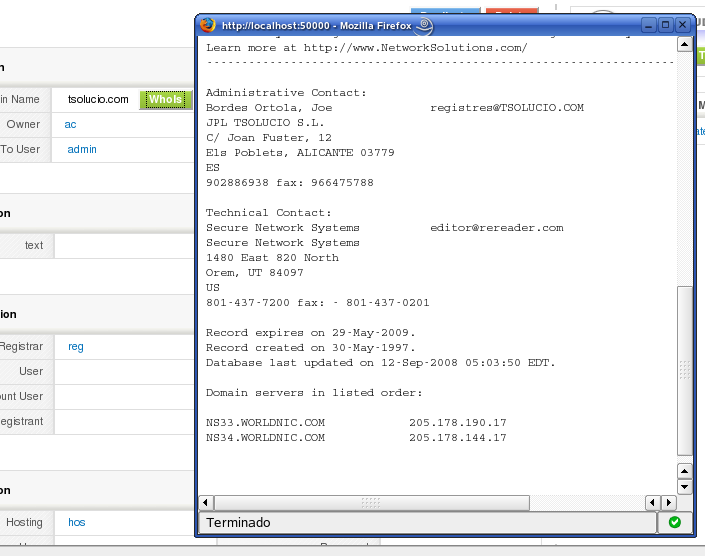 http://localhost:50000 - Mozilla Firefox
Learn more at http://www.NetworkSolutions.com/
------------------------------------------------------------------
Administrative Contact:
Bordes Ortola, Joe registres@TSOLUCIO.COM
JPL TSOLUCIO S.L.
C/ Joan Fuster, 12
Els Poblets, ALICANTE 03779
ES
902886938 fax: 966475788
Technical Contact:
Secure Network Systems editor@rereader.com
Secure Network Systems
1480 East 820 North
Orem, UT 84097
US
801-437-7200 fax: - 801-437-0201
Record expires on 29-May-2009.
Record created on 30-May-1997.
Database last updated on 12-Sep-2008 05:03:50 EDT.
Domain servers in listed order:
NS33.WORLDNIC.COM 205.178.190.17
NS34.WORLDNIC.COM 205.178.144.17
Terminado
on
in Name tsolucio.com WhoIs
Owner ac
To User admin
on
text
ion
Registrar reg
User
ount User
egistrant
on
Hosting hos